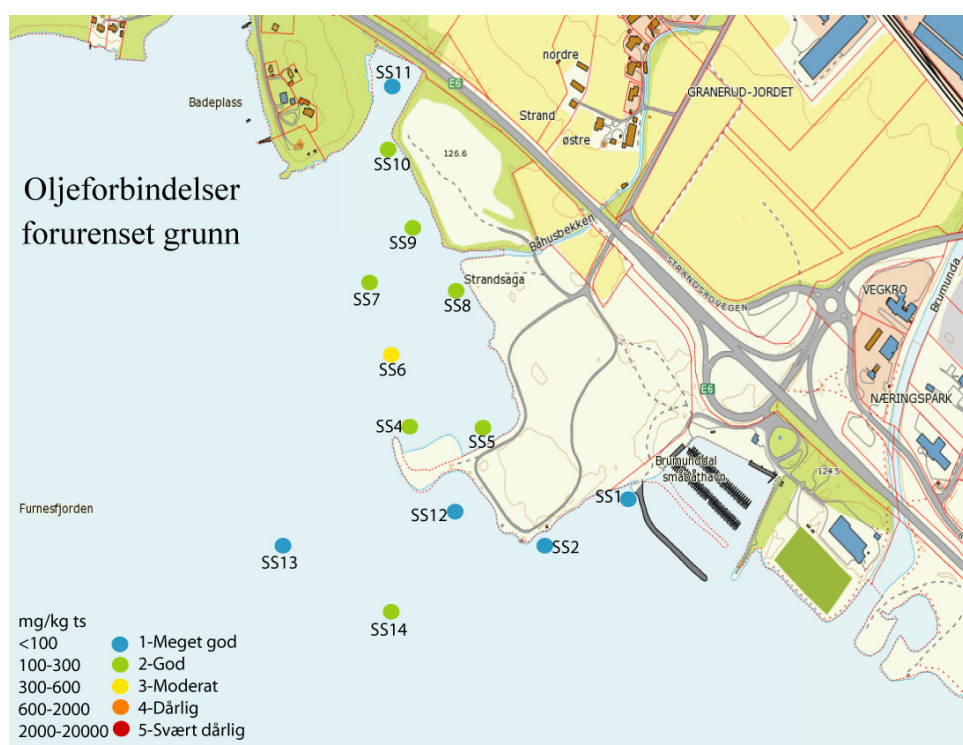 Oljeforbindelser
forurenset grunn
Badeplass
SS11
E6
nordre
Strand
østre
GRANERUD-JORDET
SS10
126.6
SS9
Båhusbekken
STRANDSAGVEGEN
Brumunda
Strandsaga
SS7
SS8
VEGKRO
SS6
E6
NÆRINGSPARK
SS4
SS5
Brumunddal
småbåthavn
124.5
SS1
Furnesfjorden
SS12
SS2
SS13
SS14
mg/kg ts
<100 1-Meget god
100-300 2-God
300-600 3-Moderat
600-2000 4-Dårlig
2000-20000 5-Svært dårlig